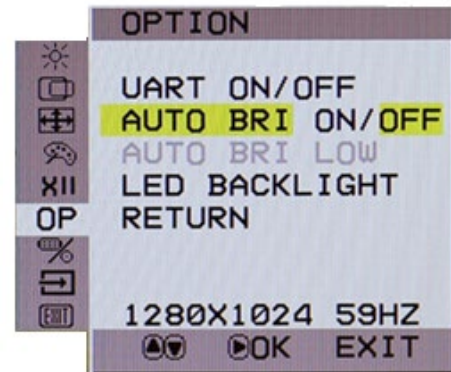 OPTION
UART ON/OFF
AUTO BRI ON/OFF
AUTO BRI LOW
XII
LED BACKLIGHT
OP
RETURN
EXIT
1280X1024 59HZ
OK EXIT